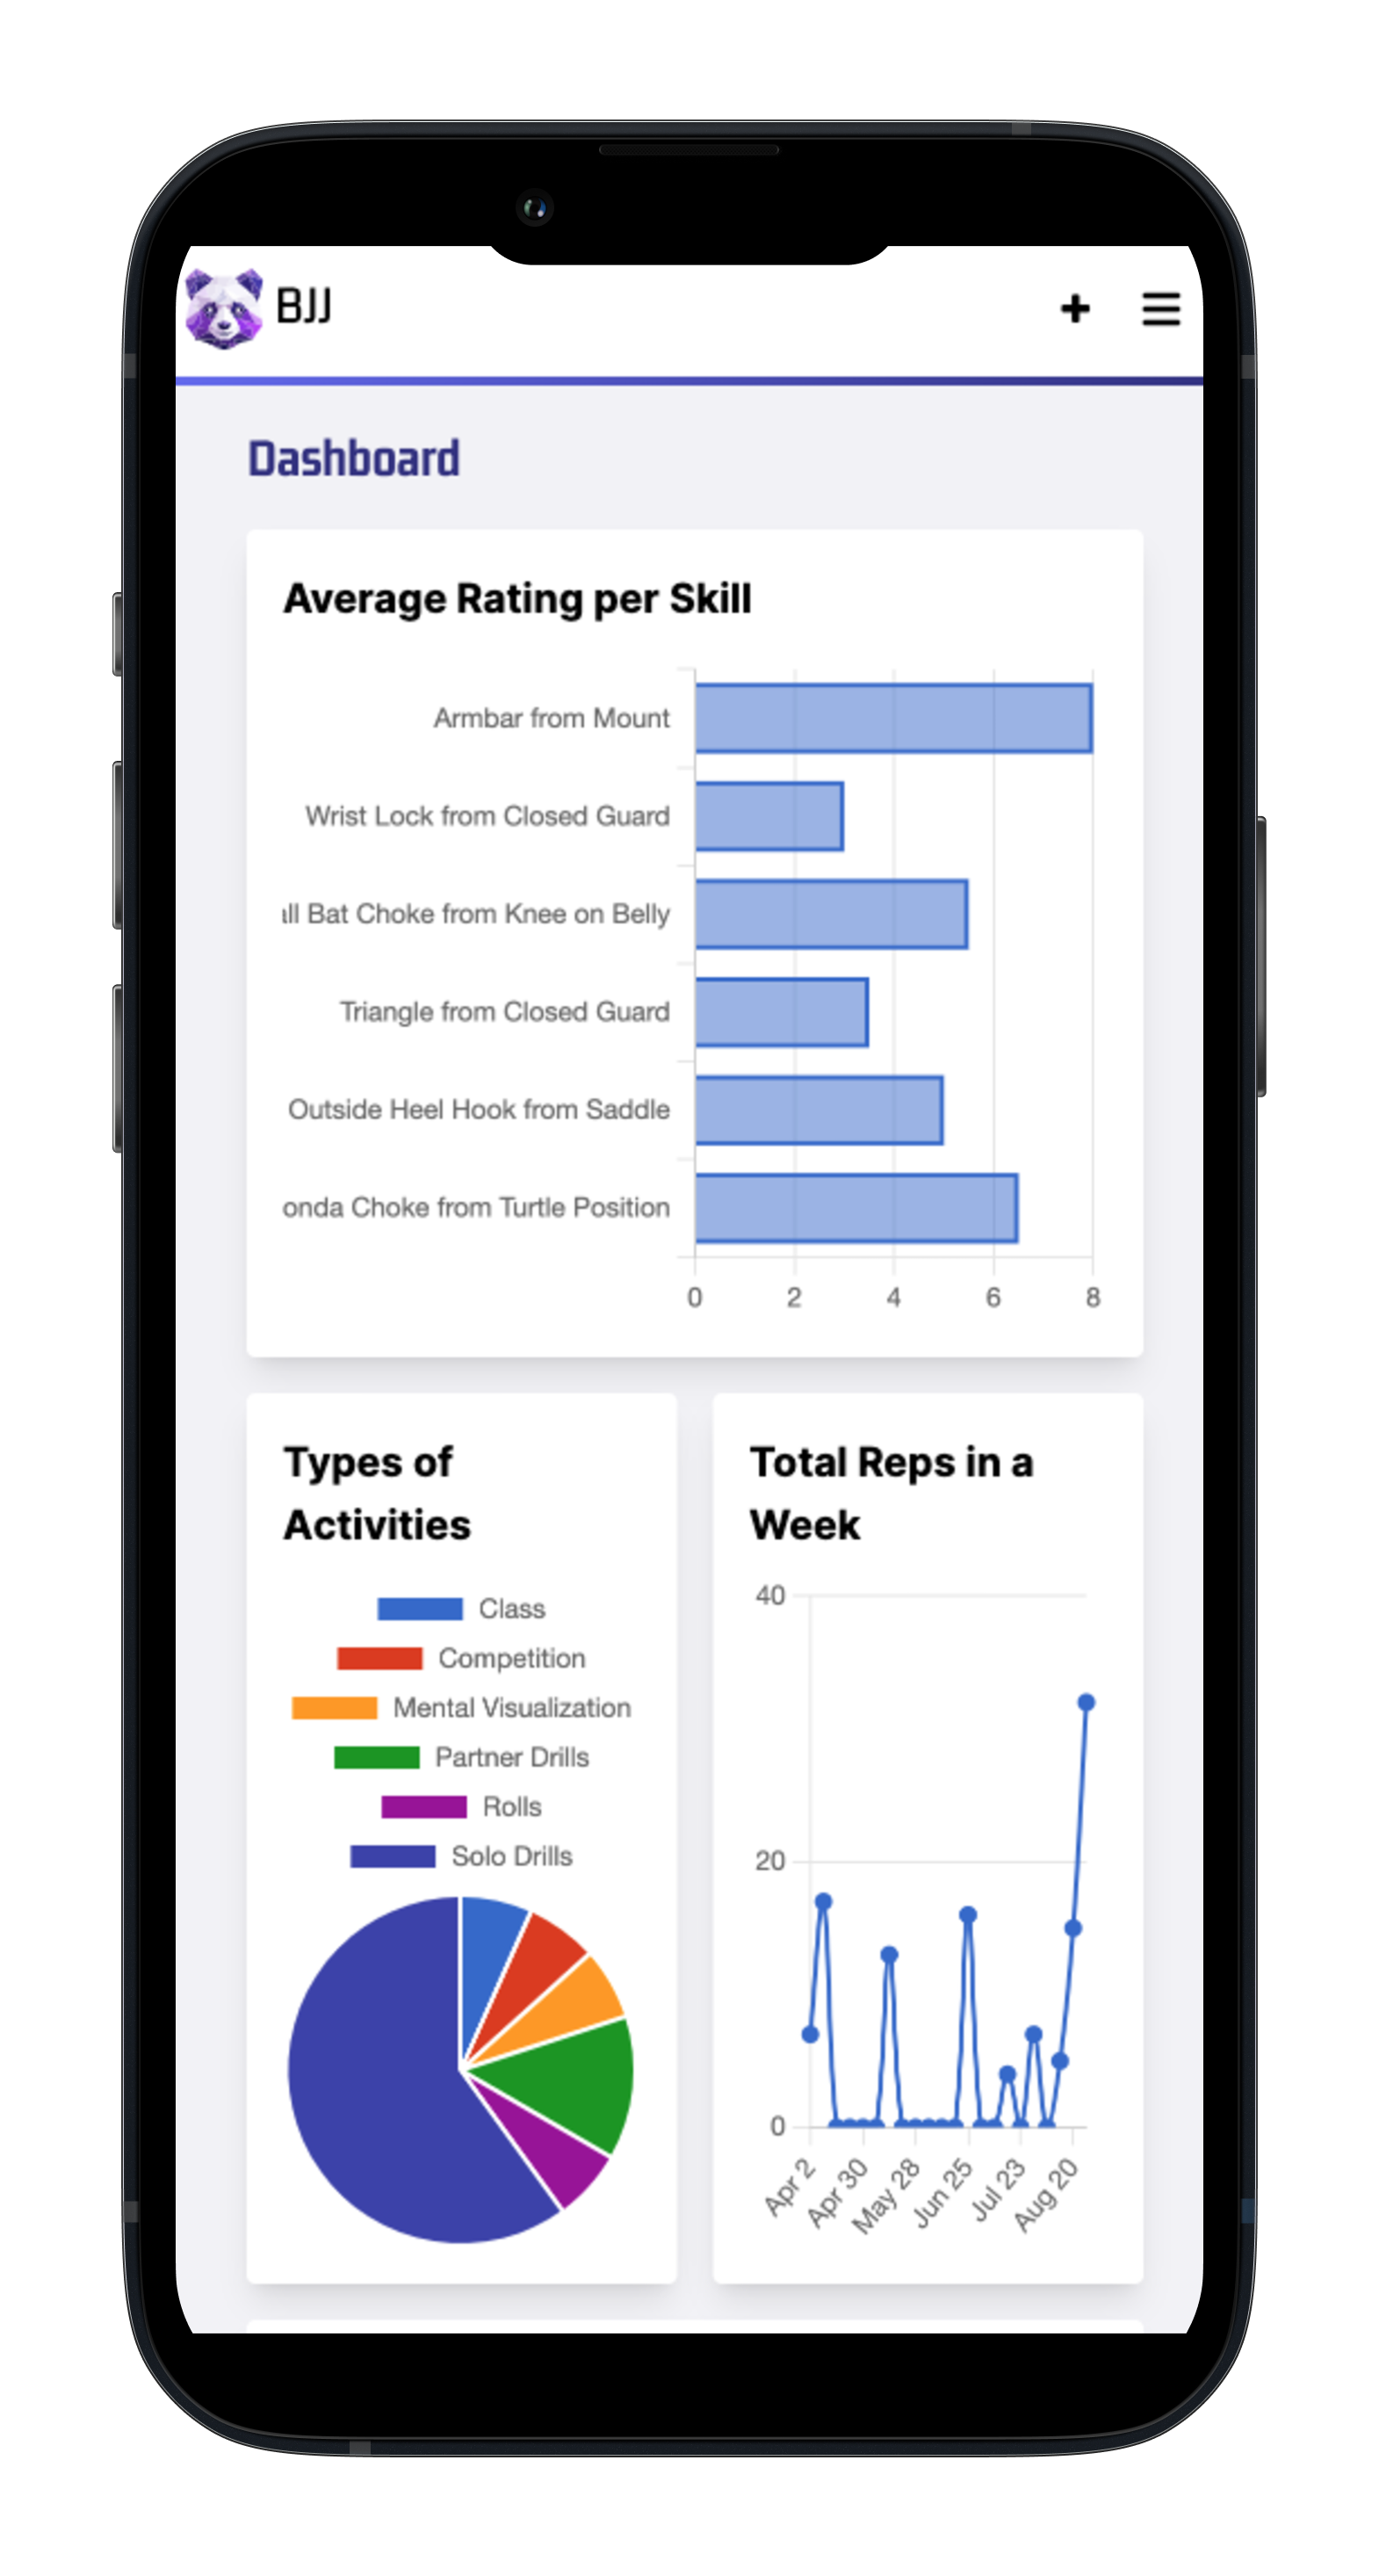 BJJ
Dashboard
Average Rating per Skill
Armbar from Mount
Wrist Lock from Closed Guard
Bat Choke from Knee on Belly
Triangle from Closed Guard
Outside Heel Hook from Saddle
onda Choke from Turtle Position
0 2 4 6 8
Types of
Activities
Class
Competition
Mental Visualization
Partner Drills
Rolls
Solo Drills
Total Reps in a
Week
40
20
0
Apr 2 Apr 30 May 28 Jun 25 Jul 23 Aug 20